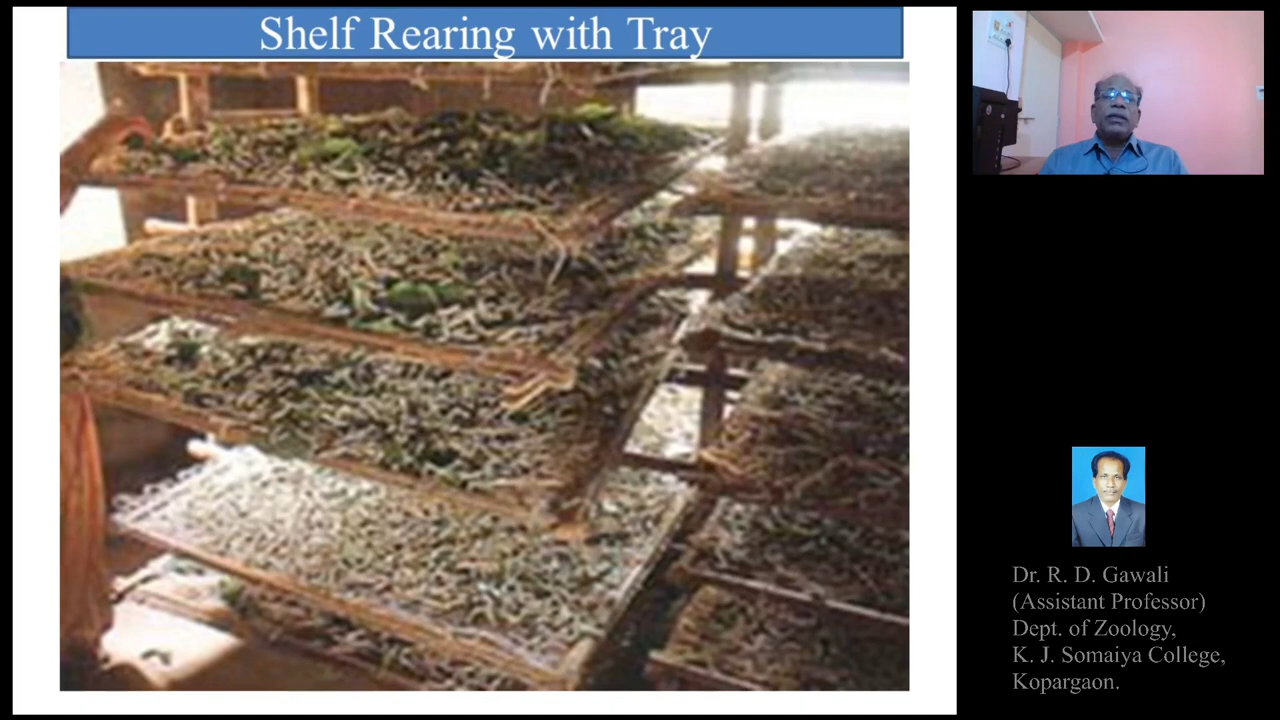 Shelf Rearing with Tray
Dr. R. D. Gawali
(Assistant Professor)
Dept. of Zoology,
K. J. Somaiya College,
Kopargaon.